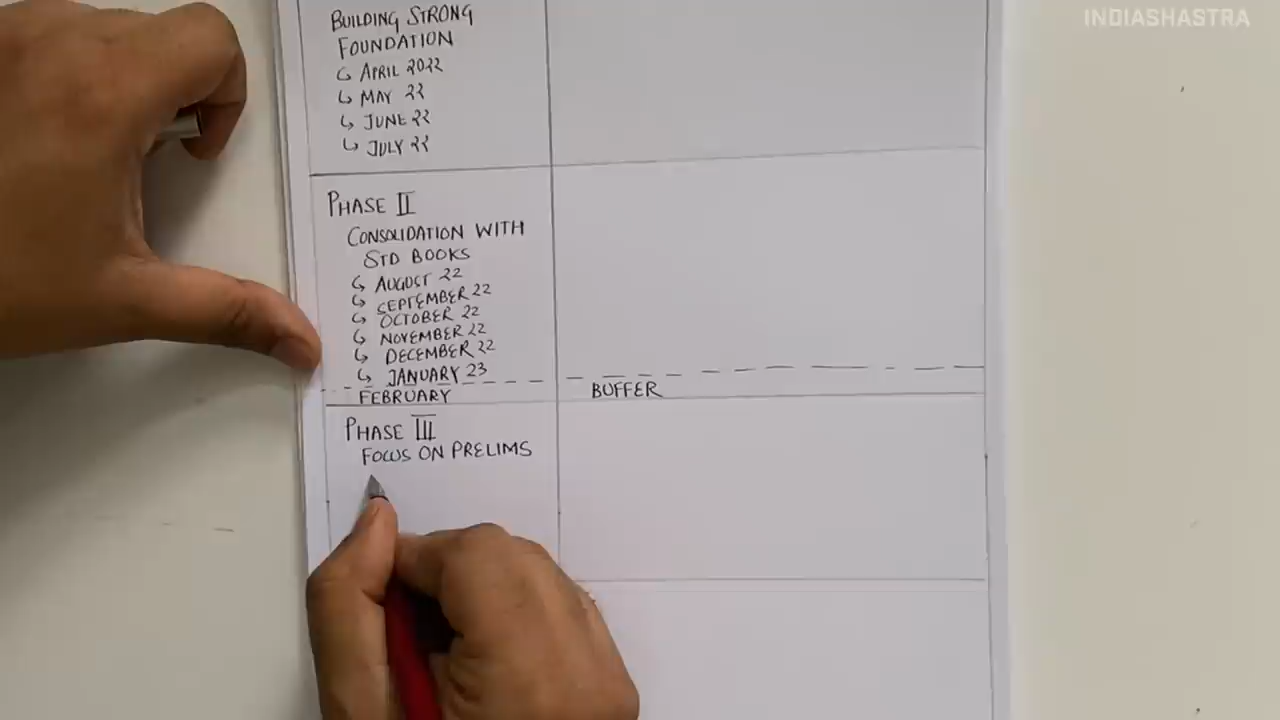 INDIASHASTRA
BUILDING STRONG
FOUNDATION
↳ APRIL 2022
↳ MAY 22
↳ JUNE 22
↳ JULY 22
PHASE II
CONSOLIDATION WITH
STD BOOKS
↳ AUGUST 22
↳ SEPTEMBER 22
↳ OCTOBER 22
↳ NOVEMBER 22
↳ DECEMBER 22
↳ JANUARY 23
FEBRUARY BUFFER
PHASE III
FOCUS ON PRELIMS